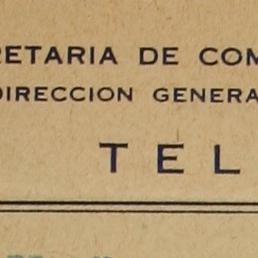 RETARIA DE COM
DIRECCION GENERA
TEL